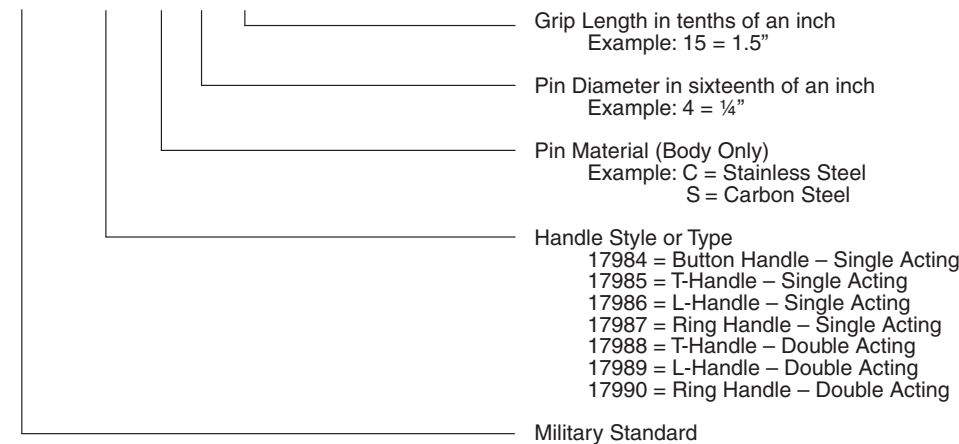 Grip Length in tenths of an inch
Example: 15 = 1.5”
Pin Diameter in sixteenth of an inch
Example: 4 = ¼”
Pin Material (Body Only)
Example: C = Stainless Steel
S = Carbon Steel
Handle Style or Type
17984 = Button Handle – Single Acting
17985 = T-Handle – Single Acting
17986 = L-Handle – Single Acting
17987 = Ring Handle – Single Acting
17988 = T-Handle – Double Acting
17989 = L-Handle – Double Acting
17990 = Ring Handle – Double Acting
Military Standard